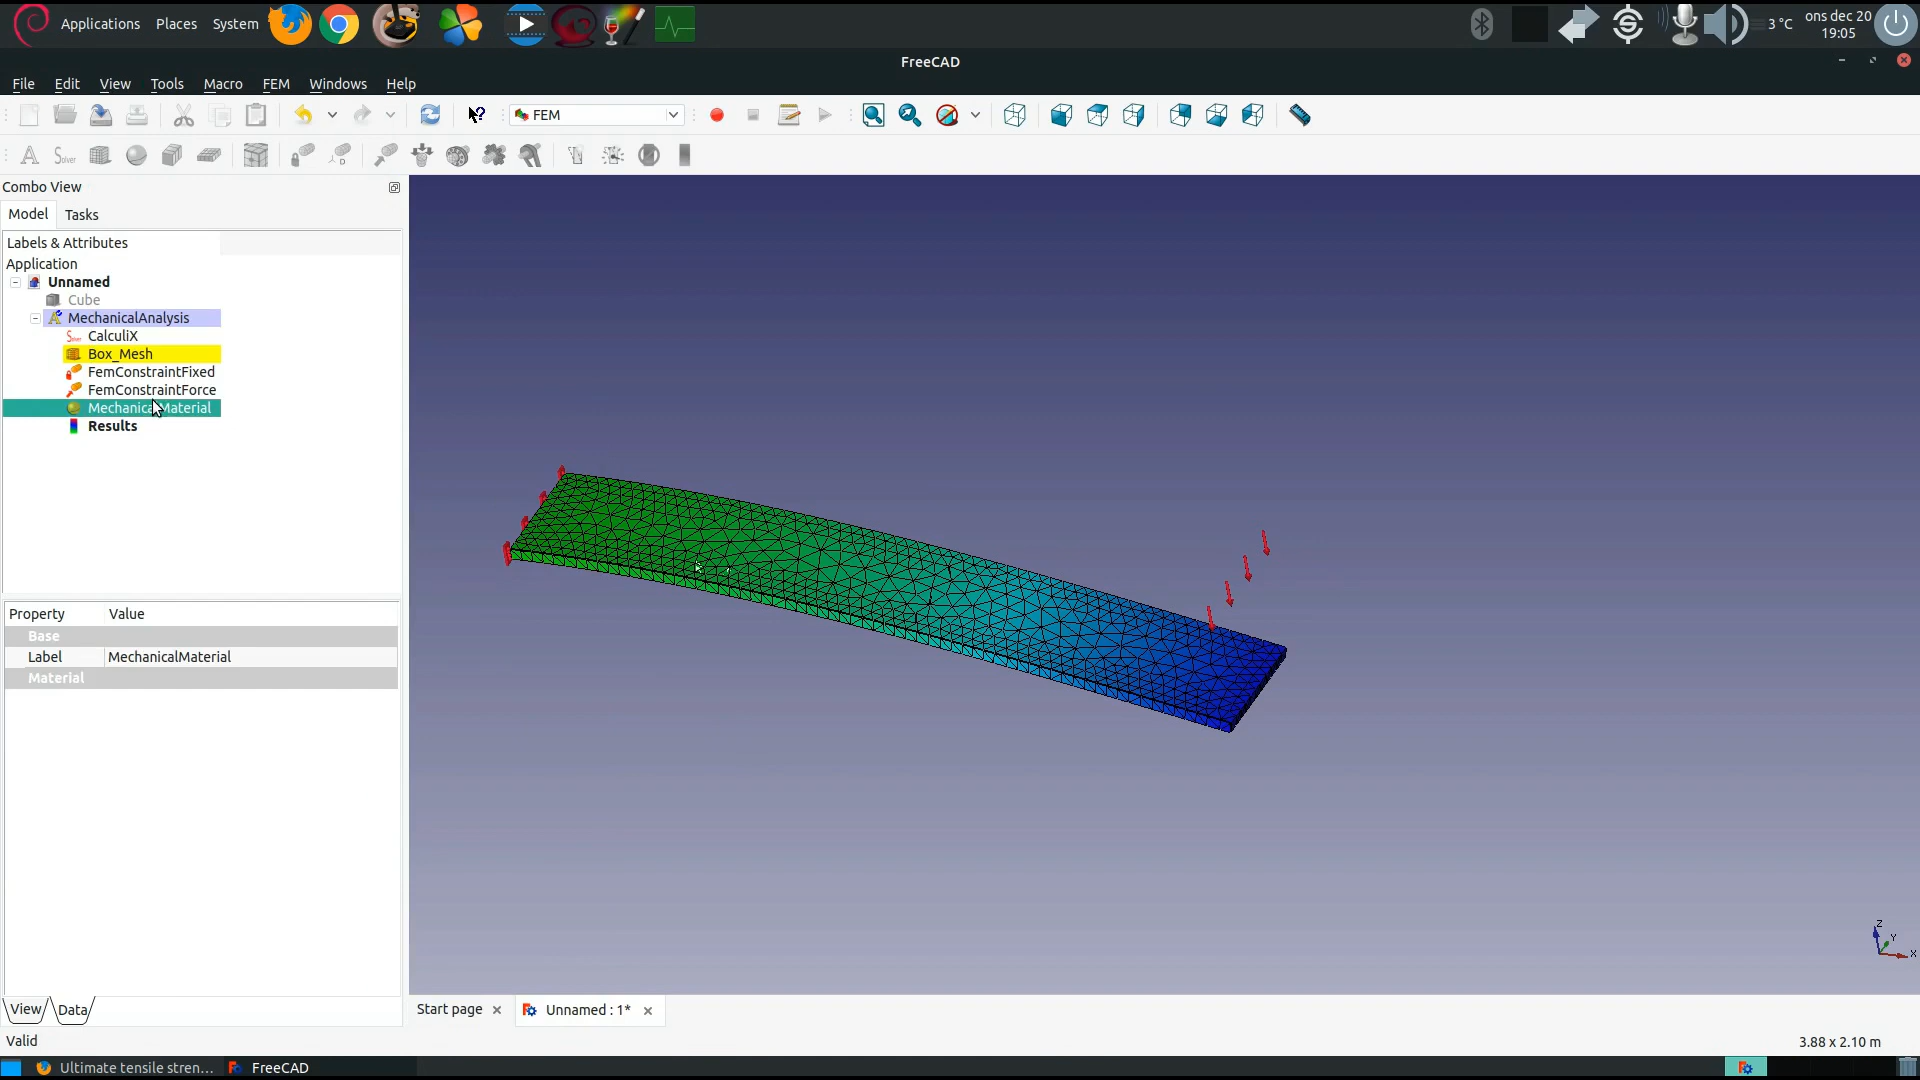 Applications Places System
3 °C
ons dec 20
19:05
FreeCAD
File Edit View Tools Macro FEM Windows Help
FEM
Combo View
Model Tasks
Labels & Attributes
Application
Unnamed
Cube
MechanicalAnalysis
CalculiX
Box_Mesh
FemConstraintFixed
FemConstraintForce
MechanicalMaterial
Results
Property Value
Base
Label MechanicalMaterial
Material
View Data
Start page Unnamed : 1*
Z
Y
X
Valid
3.88 x 2.10 m
Ultimate tensile stren... FreeCAD